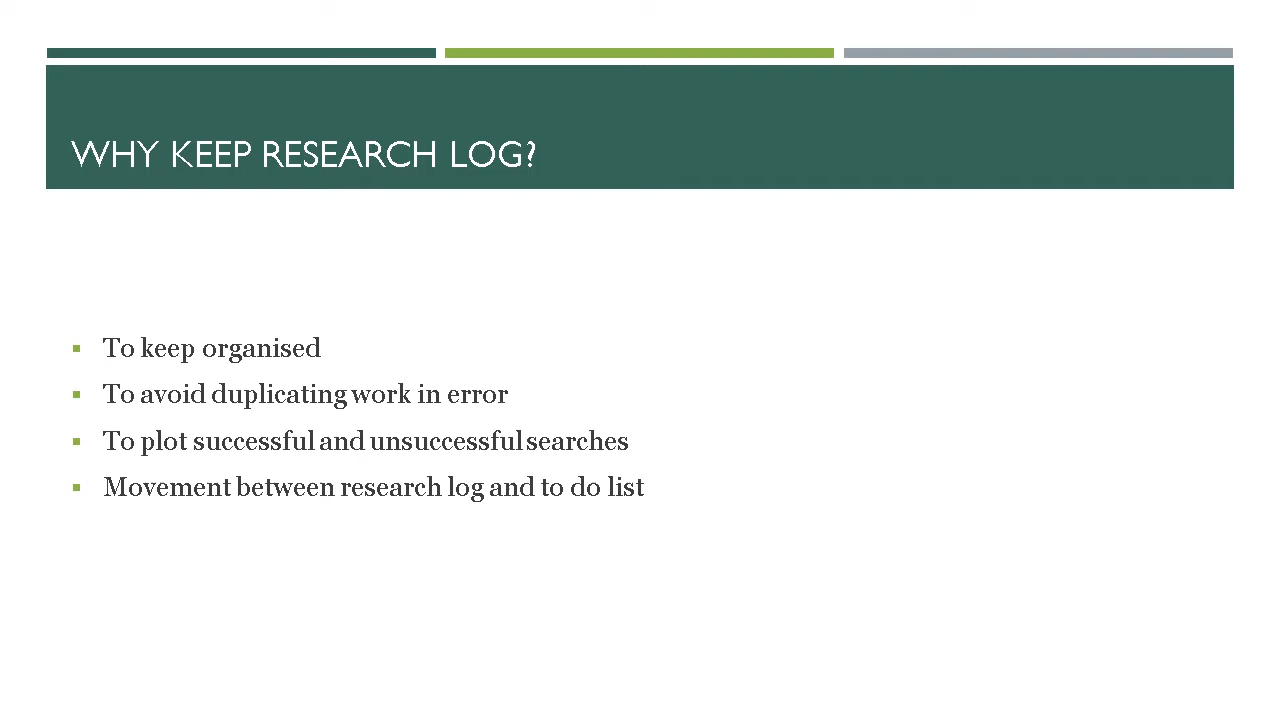 WHY KEEP RESEARCH LOG?
To keep organised
To avoid duplicating work in error
To plot successful and unsuccessful searches
Movement between research log and to do list